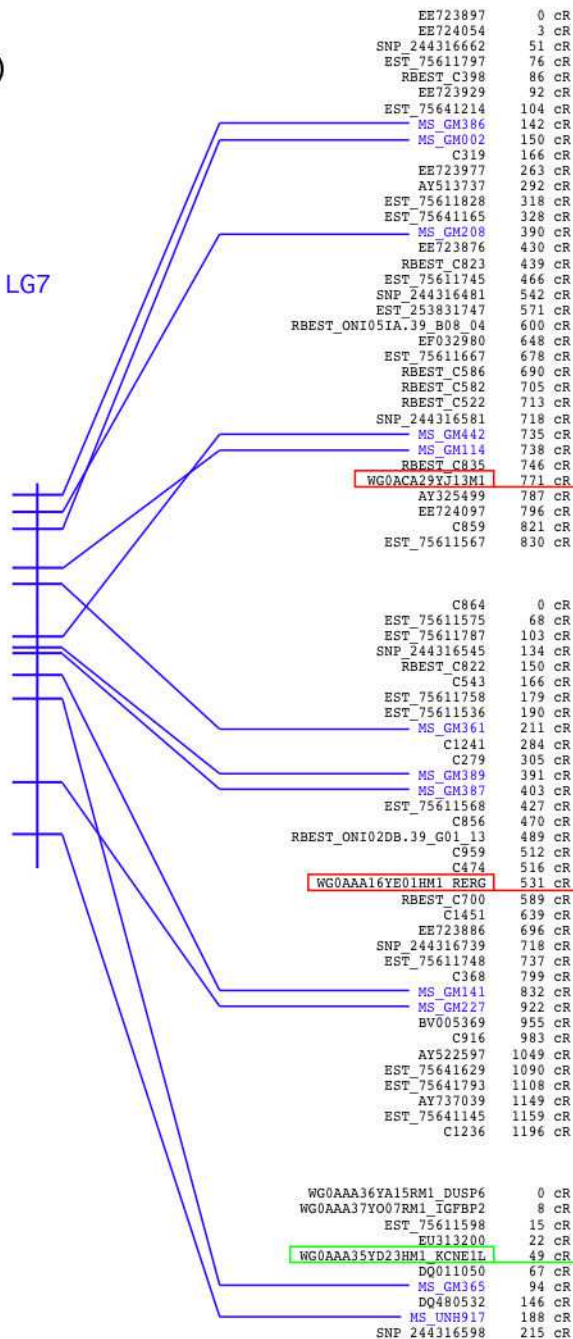 )
LG7
EE723897 0 cR
EE724054 3 cR
SNP_244316662 51 cR
EST_75611797 76 cR
RBEST_C398 86 cR
EE723929 92 cR
EST_75641214 104 cR
MS_GM386 142 cR
MS_GM002 150 cR
C319 166 cR
EE723977 263 cR
AY513737 292 cR
EST_75611828 318 cR
EST_75641165 328 cR
MS_GM208 390 cR
EE723876 430 cR
RBEST_C823 439 cR
EST_75611745 466 cR
SNP_244316481 542 cR
EST_253831747 571 cR
RBEST_ONI05IA.39_B08_04 600 cR
EF032980 648 cR
EST_75611667 678 cR
RBEST_C586 690 cR
RBEST_C582 705 cR
RBEST_C522 713 cR
SNP_244316581 718 cR
MS_GM442 735 cR
MS_GM114 738 cR
RBEST_C835 746 cR
WG0ACA29YJ13M1 771 cR
AY325499 787 cR
EE724097 796 cR
C859 821 cR
EST_75611567 830 cR
C864 0 cR
EST_75611575 68 cR
EST_75611787 103 cR
SNP_244316545 134 cR
RBEST_C822 150 cR
C543 166 cR
EST_75611758 179 cR
EST_75611536 190 cR
MS_GM361 211 cR
C1241 284 cR
C279 305 cR
MS_GM389 391 cR
MS_GM387 403 cR
EST_75611568 427 cR
C856 470 cR
RBEST_ONI02DB.39_G01_13 489 cR
C959 512 cR
C474 516 cR
WG0AAA16YE01HM1_RERG 531 cR
RBEST_C700 589 cR
C1451 639 cR
EE723886 696 cR
SNP_244316739 718 cR
EST_75611748 737 cR
C368 799 cR
MS_GM141 832 cR
MS_GM227 922 cR
BV005369 955 cR
C916 983 cR
AY522597 1049 cR
EST_75641629 1090 cR
EST_75641793 1108 cR
AY737039 1149 cR
EST_75641145 1159 cR
C1236 1196 cR
WG0AAA36YA15RM1_DUSP6 0 cR
WG0AAA37YO07RM1_IGFBP2 8 cR
EST_75611598 15 cR
EU313200 22 cR
WG0AAA35YD23HM1_KCNE1L 49 cR
DQ011050 67 cR
MS_GM365 94 cR
DQ480532 146 cR
MS_UNH917 188 cR
SNP_244316598 215 cR